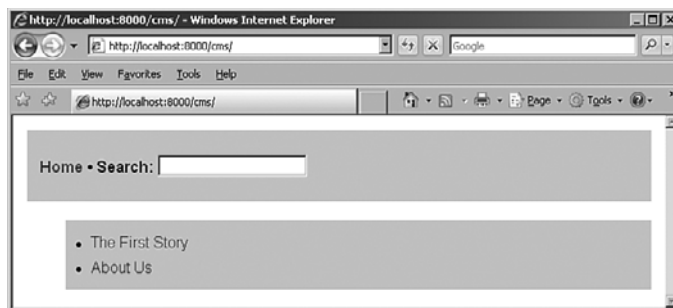 http://localhost:8000/cms/ - Windows Internet Explorer
http://localhost:8000/cms/
Google
File Edit View Favorites Tools Help
http://localhost:8000/cms/
Page Tools
Home • Search:
• The First Story
• About Us